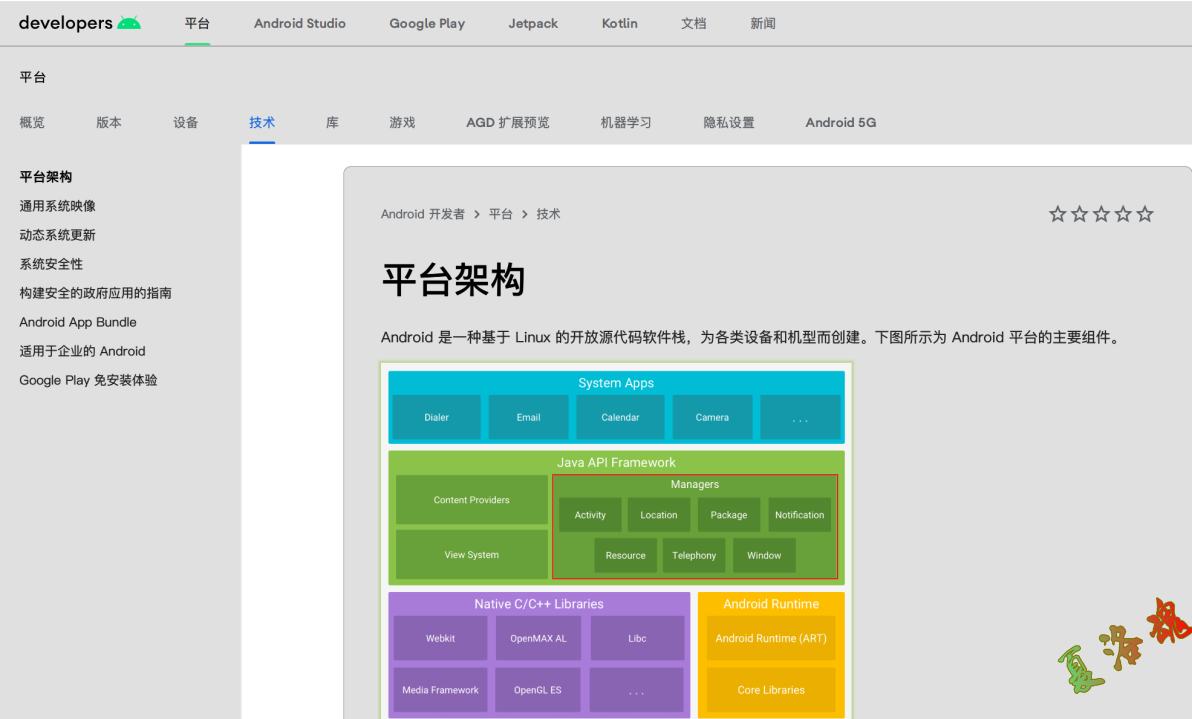 developers 平台 Android Studio Google Play Jetpack Kotlin 文档 新闻
平台
概览 版本 设备 技术 库 游戏 AGD 扩展预览 机器学习 隐私设置 Android 5G
平台架构
通用系统映像
动态系统更新
系统安全性
构建安全的政府应用的指南
Android App Bundle
适用于企业的 Android
Google Play 免安装体验
Android 开发者 > 平台 > 技术
平台架构
Android 是一种基于 Linux 的开放源代码软件栈，为各类设备和机型而创建。下图所示为 Android 平台的主要组件。
System Apps
Dialer Email Calendar Camera . . .
Java API Framework
Content Providers
View System
Managers
Activity Location Package Notification
Resource Telephony Window
Native C/C++ Libraries
Webkit OpenMAX AL Libc
Media Framework OpenGL ES . . .
Android Runtime
Android Runtime (ART)
Core Libraries
夏洛魂